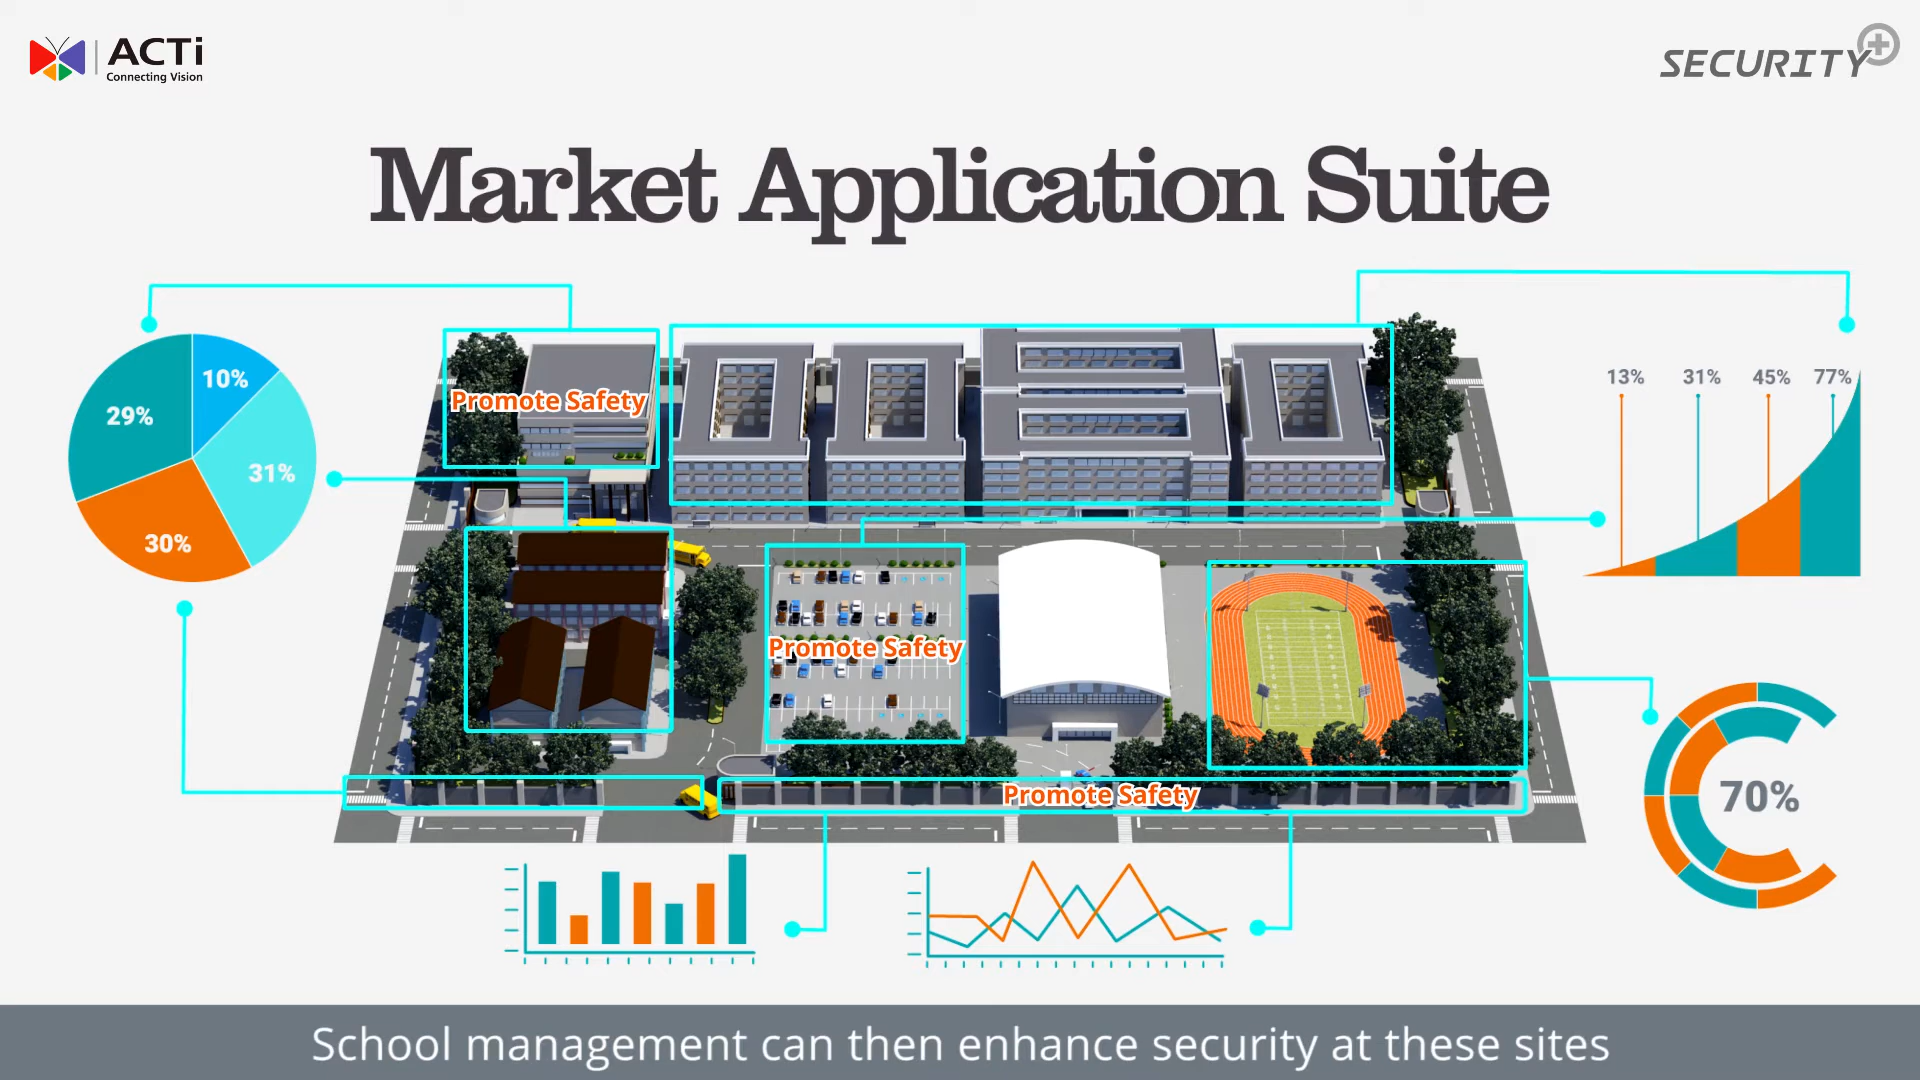 ACTi
Connecting Vision
SECURITY
Market Application Suite
10%
29%
31%
30%
Promote Safety
13% 31% 45% 77%
Promote Safety
Promote Safety
70%
School management can then enhance security at these sites